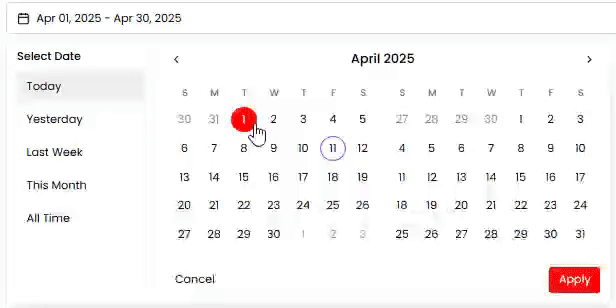 Apr 01, 2025 - Apr 30, 2025
Select Date
Today
Yesterday
Last Week
This Month
All Time
April 2025
S M T W T F S
30 31 1 2 3 4 5
6 7 8 9 10 11 12
13 14 15 16 17 18 19
20 21 22 23 24 25 26
27 28 29 30 1 2 3
S M T W T F S
27 28 29 30 1 2 3
4 5 6 7 8 9 10
11 12 13 14 15 16 17
18 19 20 21 22 23 24
25 26 27 28 29 30 31
Cancel
Apply